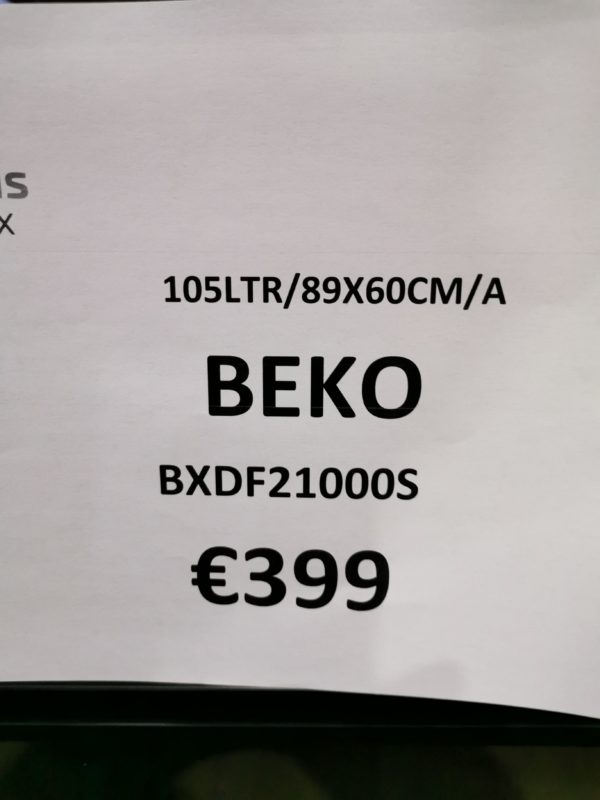 s
X
105LTR/89X60CM/A
BEKO
BXDF21000S
€399